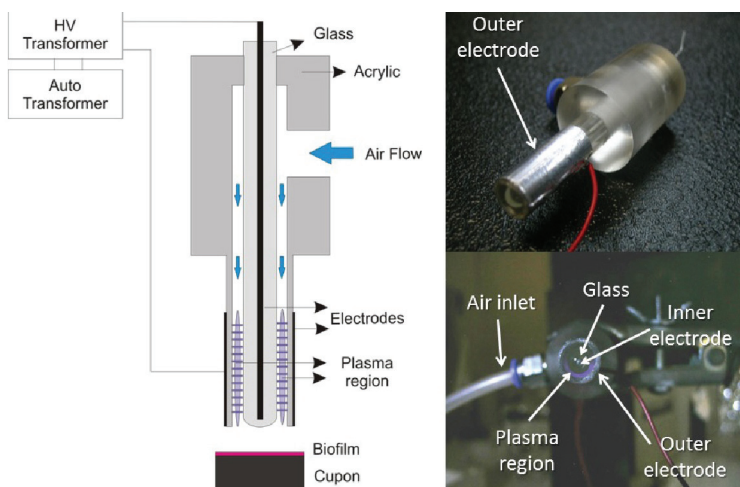 HV
Transformer
Auto
Transformer
Glass
Acrylic
Air Flow
Electrodes
Plasma
region
Biofilm
Cupon
Outer
electrode
Air inlet
Glass
Inner
electrode
Plasma
region
Outer
electrode